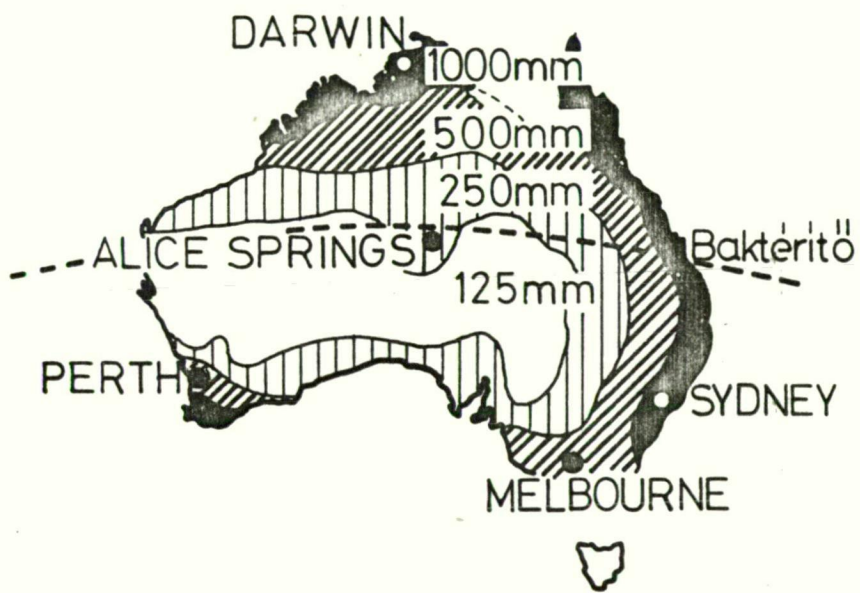 DARWIN
1000mm
500mm
250mm
ALICE SPRINGS
Baktérítő
125mm
PERTH
SYDNEY
MELBOURNE